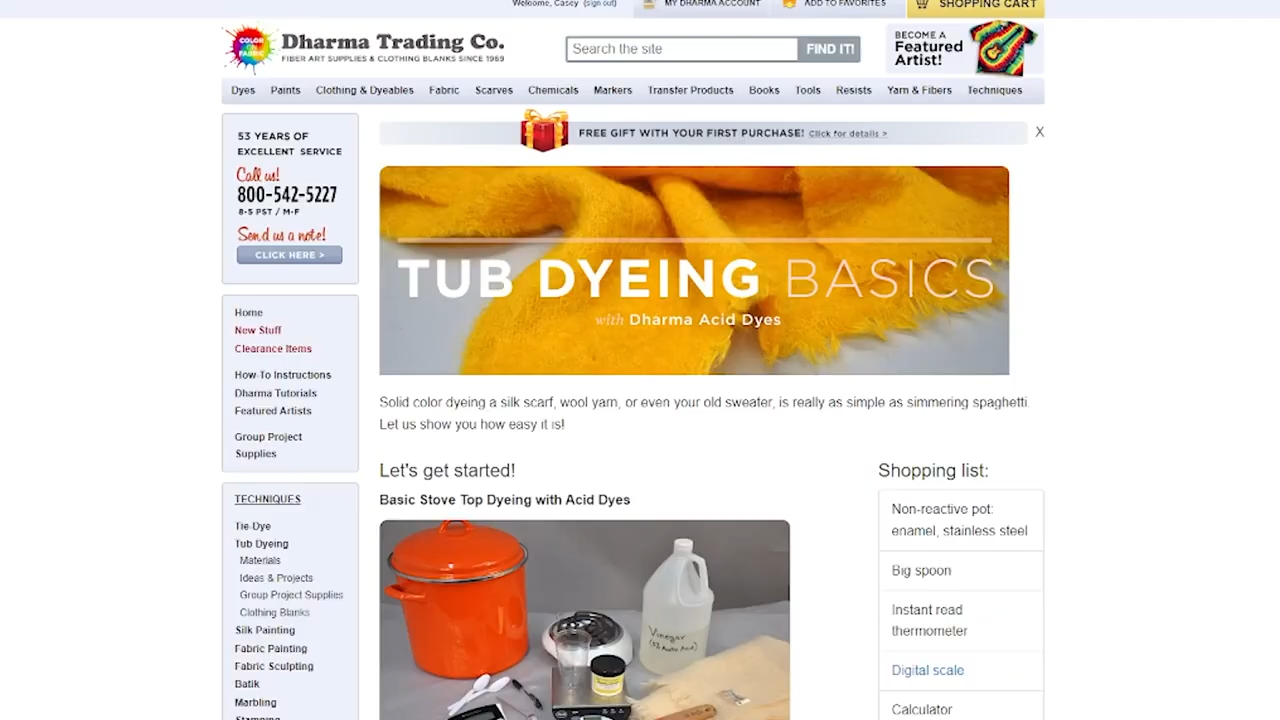 Welcome, Casey (sign out)
MY DHARMA ACCOUNT
ADD TO FAVORITES
SHOPPING CART
COLOR
ON
FABRIC
Dharma Trading Co.
FIBER ART SUPPLIES & CLOTHING BLANKS SINCE 1969
Search the site
FIND IT!
BECOME A
Featured
Artist!
Dyes Paints Clothing & Dyeables Fabric Scarves Chemicals Markers Transfer Products Books Tools Resists Yarn & Fibers Techniques
53 YEARS OF
EXCELLENT SERVICE
Call us!
800-542-5227
8-5 PST / M-F
Send us a note!
CLICK HERE >
Home
New Stuff
Clearance Items
How-To Instructions
Dharma Tutorials
Featured Artists
Group Project
Supplies
TECHNIQUES
Tie-Dye
Tub Dyeing
Materials
Ideas & Projects
Group Project Supplies
Clothing Blanks
Silk Painting
Fabric Painting
Fabric Sculpting
Batik
Marbling
Stamping
FREE GIFT WITH YOUR FIRST PURCHASE! Click for details >
X
TUB DYEING BASICS
with Dharma Acid Dyes
Solid color dyeing a silk scarf, wool yarn, or even your old sweater, is really as simple as simmering spaghetti.
Let us show you how easy it is!
Let's get started!
Basic Stove Top Dyeing with Acid Dyes
Vinegar
(5% Acetic Acid)
Shopping list:
Non-reactive pot:
enamel, stainless steel
Big spoon
Instant read
thermometer
Digital scale
Calculator